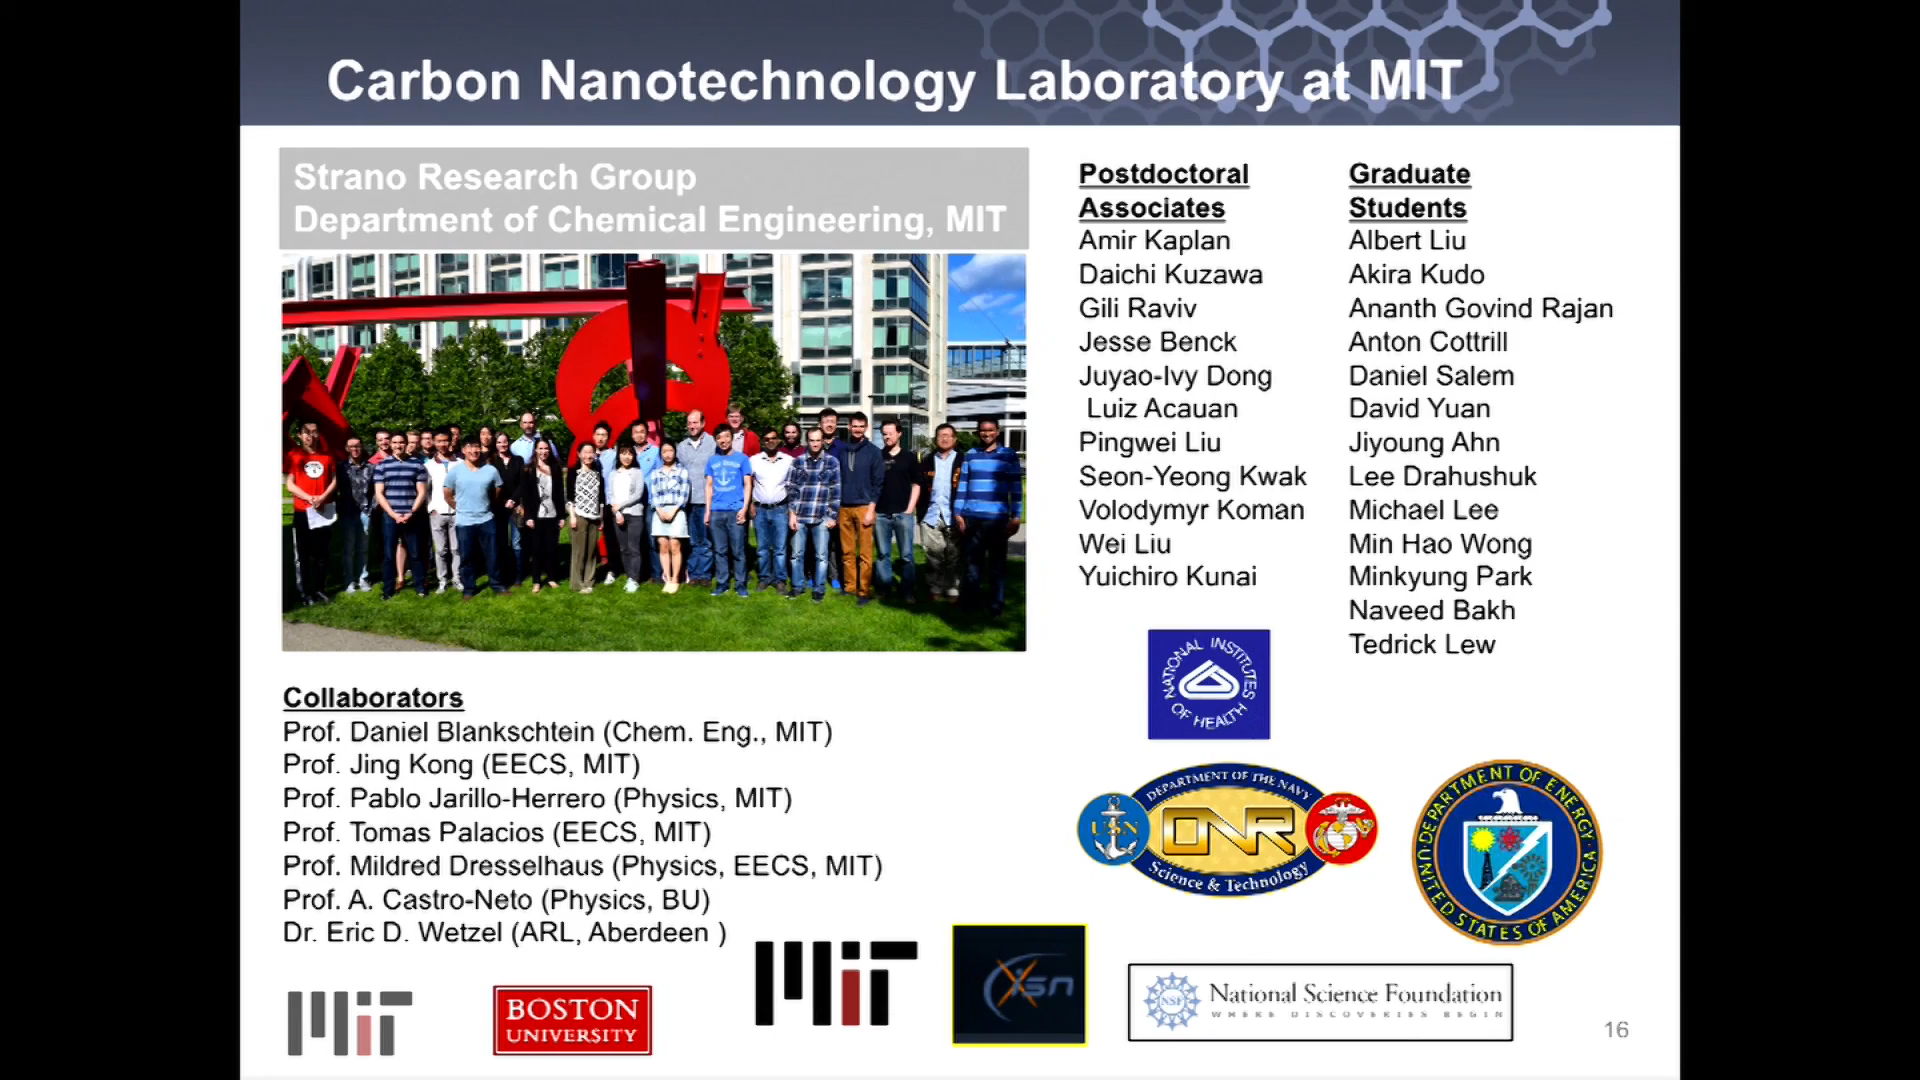 Carbon Nanotechnology Laboratory at MIT
Strano Research Group
Department of Chemical Engineering, MIT
Postdoctoral
Associates
Amir Kaplan
Daichi Kuzawa
Gili Raviv
Jesse Benck
Juyao-Ivy Dong
Luiz Acauan
Pingwei Liu
Seon-Yeong Kwak
Volodymyr Koman
Wei Liu
Yuichiro Kunai
Graduate
Students
Albert Liu
Akira Kudo
Ananth Govind Rajan
Anton Cottrill
Daniel Salem
David Yuan
Jiyoung Ahn
Lee Drahushuk
Michael Lee
Min Hao Wong
Minkyung Park
Naveed Bakh
Tedrick Lew
Collaborators
Prof. Daniel Blankschtein (Chem. Eng., MIT)
Prof. Jing Kong (EECS, MIT)
Prof. Pablo Jarillo-Herrero (Physics, MIT)
Prof. Tomas Palacios (EECS, MIT)
Prof. Mildred Dresselhaus (Physics, EECS, MIT)
Prof. A. Castro-Neto (Physics, BU)
Dr. Eric D. Wetzel (ARL, Aberdeen )
NATIONAL INSTITUTES
OF HEALTH
DEPARTMENT OF THE NAVY
USN
ONR
Science & Technology
DEPARTMENT OF ENERGY
UNITED STATES OF AMERICA
MIT
BOSTON
UNIVERSITY
MIT
isn
NSF
National Science Foundation
WHERE DISCOVERIES BEGIN
16